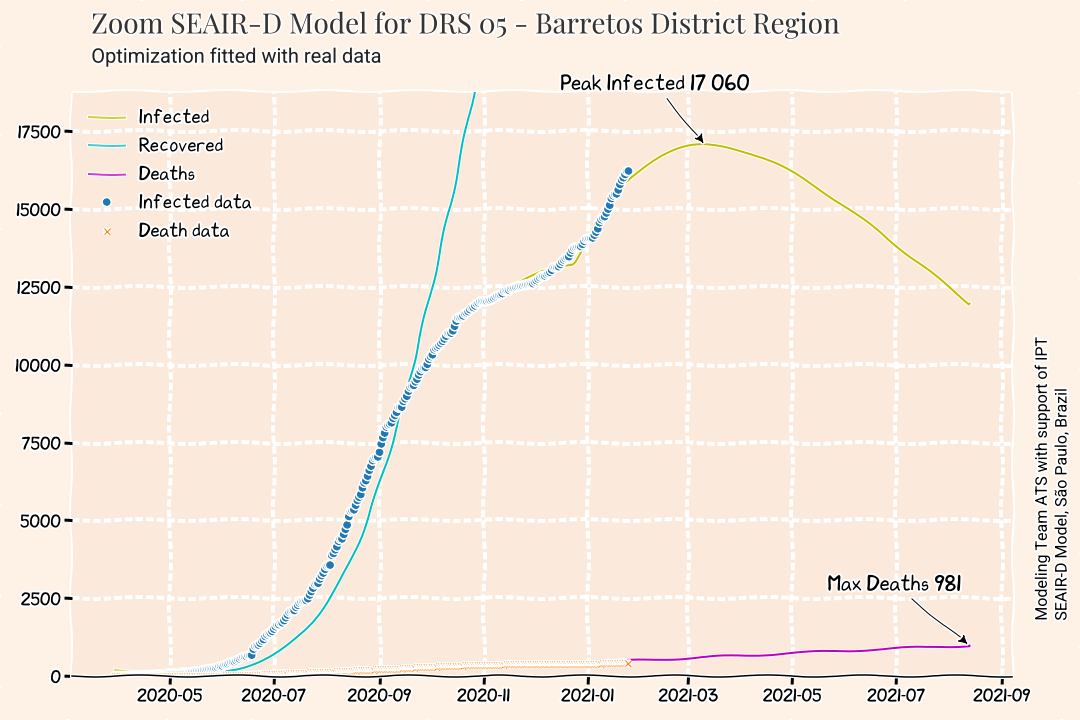 Zoom SEAIR-D Model for DRS 05 - Barretos District Region
Optimization fitted with real data
Peak Infected 17 060
Infected
Recovered
Deaths
Infected data
Death data
17500
15000
12500
10000
7500
5000
2500
0
Max Deaths 981
2020-05
2020-07
2020-09
2020-11
2021-01
2021-03
2021-05
2021-07
2021-09
Modeling Team ATS with support of IPT
SEAIR-D Model, São Paulo, Brazil